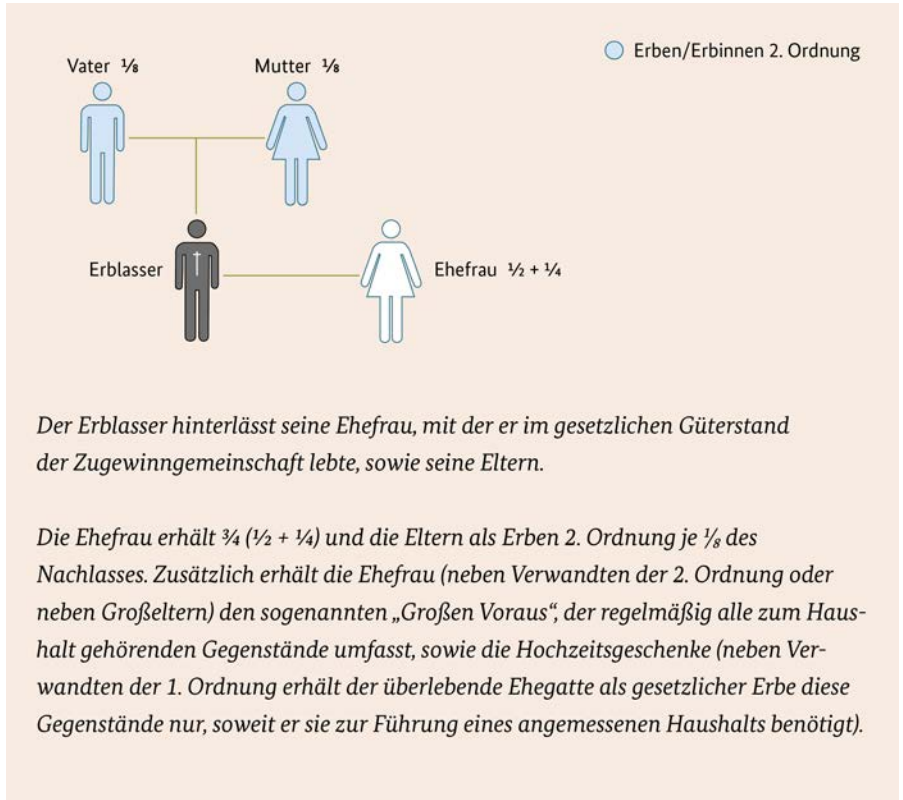 Vater ⅛
Mutter ⅛
Erben/Erbinnen 2. Ordnung
Erblasser
Ehefrau ½ + ¼
Der Erblasser hinterlässt seine Ehefrau, mit der er im gesetzlichen Güterstand
der Zugewinngemeinschaft lebte, sowie seine Eltern.
Die Ehefrau erhält ¾ (½ + ¼) und die Eltern als Erben 2. Ordnung je ⅛ des
Nachlasses. Zusätzlich erhält die Ehefrau (neben Verwandten der 2. Ordnung oder
neben Großeltern) den sogenannten „Großen Voraus“, der regelmäßig alle zum Haus-
halt gehörenden Gegenstände umfasst, sowie die Hochzeitsgeschenke (neben Ver-
wandten der 1. Ordnung erhält der überlebende Ehegatte als gesetzlicher Erbe diese
Gegenstände nur, soweit er sie zur Führung eines angemessenen Haushalts benötigt).